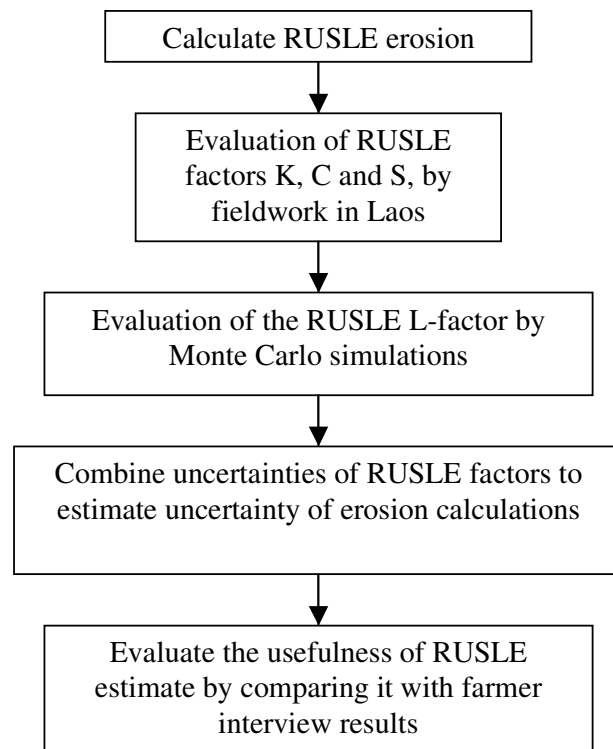 Calculate RUSLE erosion
Evaluation of RUSLE
factors K, C and S, by
fieldwork in Laos
Evaluation of the RUSLE L-factor by
Monte Carlo simulations
Combine uncertainties of RUSLE factors to
estimate uncertainty of erosion calculations
Evaluate the usefulness of RUSLE
estimate by comparing it with farmer
interview results